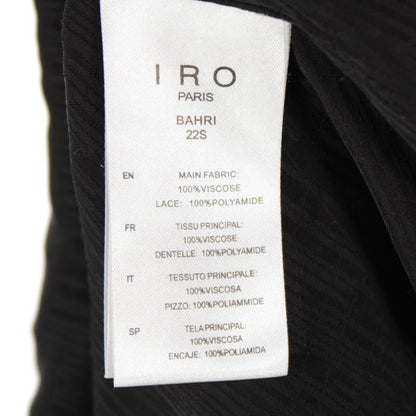 IRO
PARIS
BAHRI
22S
EN MAIN FABRIC:
100%VISCOSE
LACE: 100%POLYAMIDE
FR TISSU PRINCIPAL:
100%VISCOSE
DENTELLE: 100%POLYAMIDE
IT TESSUTO PRINCIPALE:
100%VISCOSA
PIZZO: 100%POLIAMMIDE
SP TELA PRINCIPAL:
100%VISCOSA
ENCAJE: 100%POLIAMIDA